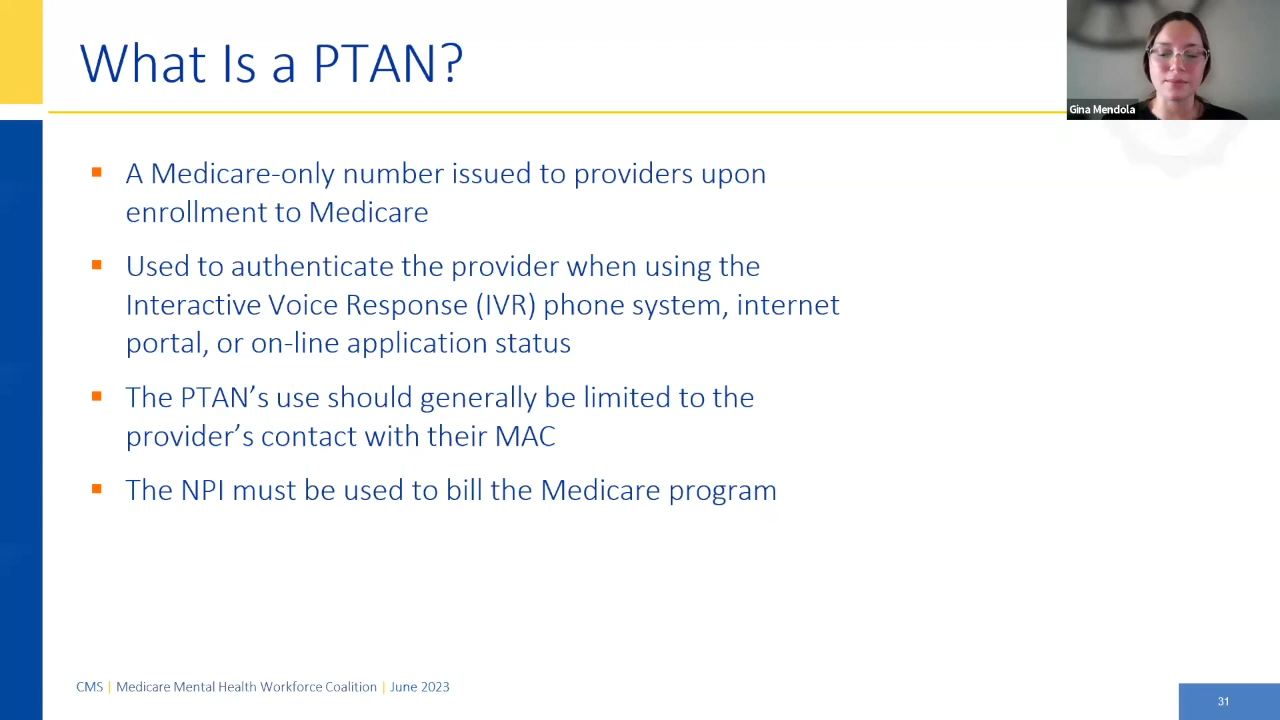 What Is a PTAN?
Gina Mendola
▪ A Medicare-only number issued to providers upon
enrollment to Medicare
▪ Used to authenticate the provider when using the
Interactive Voice Response (IVR) phone system, internet
portal, or on-line application status
▪ The PTAN’s use should generally be limited to the
provider’s contact with their MAC
▪ The NPI must be used to bill the Medicare program
CMS | Medicare Mental Health Workforce Coalition | June 2023
31